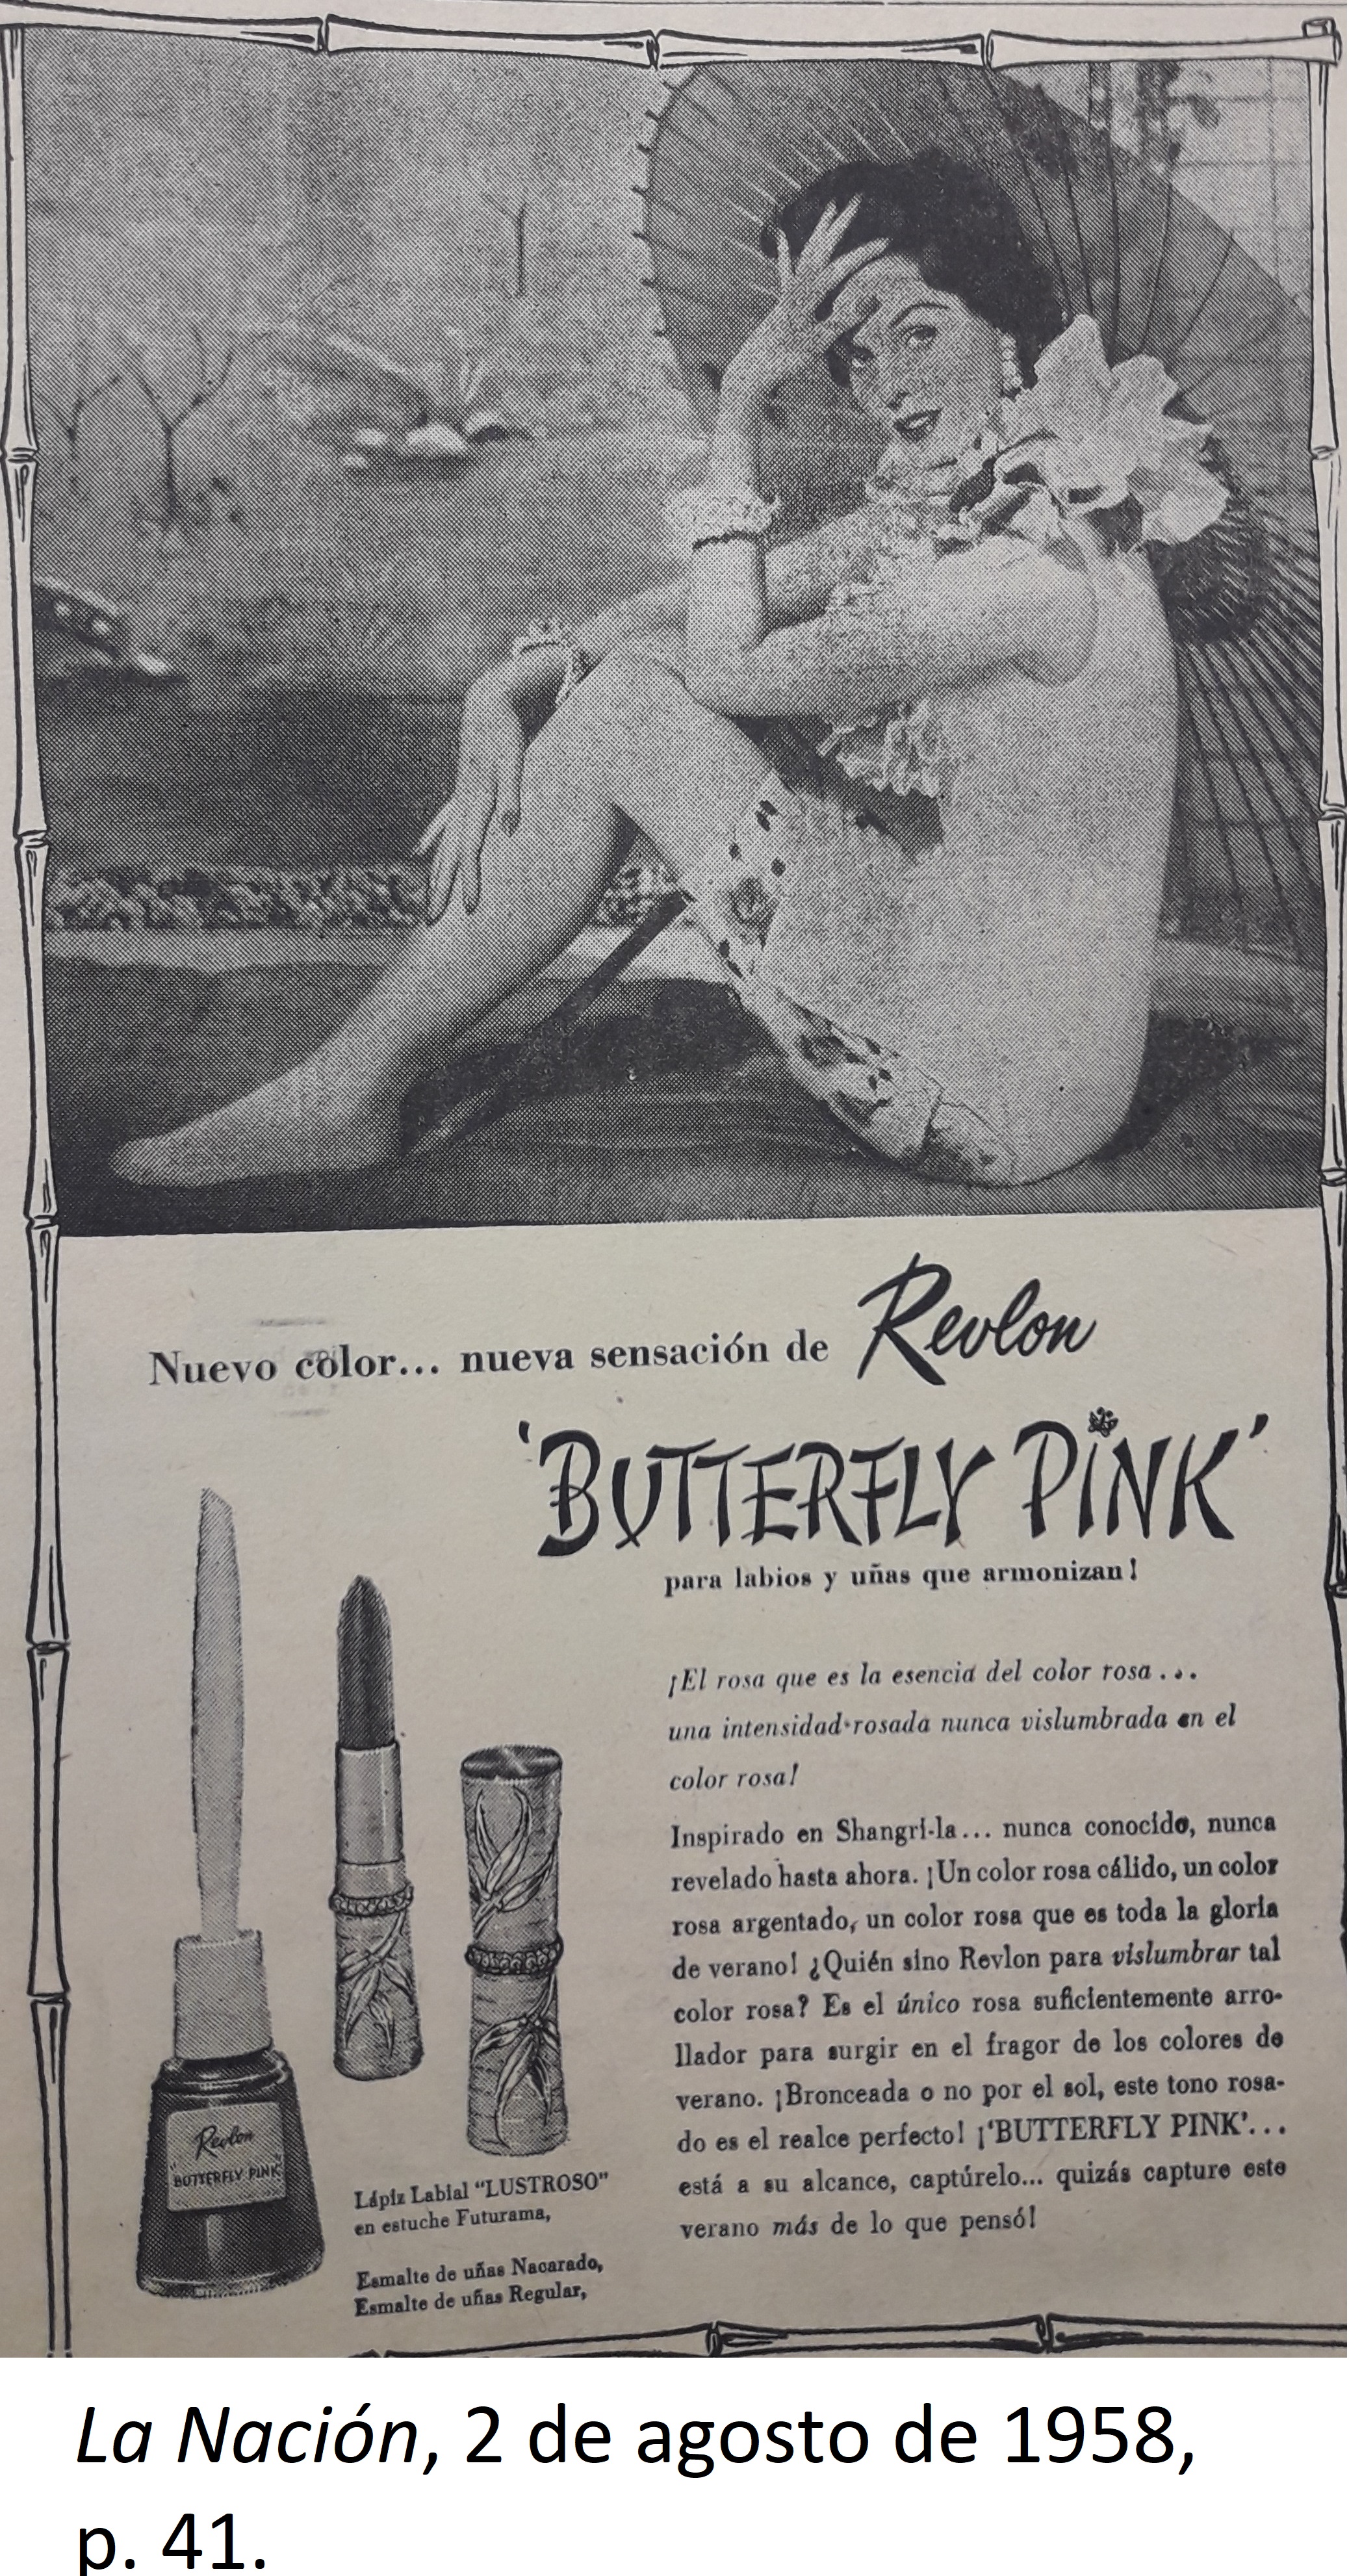 Nuevo color... nueva sensación de Revlon
'BUTTERFLY PINK'
para labios y uñas que armonizan!
¡El rosa que es la esencia del color rosa...
una intensidad rosada nunca vislumbrada en el
color rosa!
Inspirado en Shangri-la... nunca conocido, nunca
revelado hasta ahora. ¡Un color rosa cálido, un color
rosa argentado, un color rosa que es toda la gloria
de verano! ¿Quién sino Revlon para vislumbrar tal
color rosa? Es el único rosa suficientemente arro-
llador para surgir en el fragor de los colores de
verano. ¡Bronceada o no por el sol, este tono rosa-
do es el realce perfecto! ¡'BUTTERFLY PINK'...
está a su alcance, captúrelo... quizás capture este
verano más de lo que pensó!
Revlon
"BUTTERFLY PINK"
Lápiz Labial "LUSTROSO"
en estuche Futurama,
Esmalte de uñas Nacarado,
Esmalte de uñas Regular,
La Nación, 2 de agosto de 1958,
p. 41.